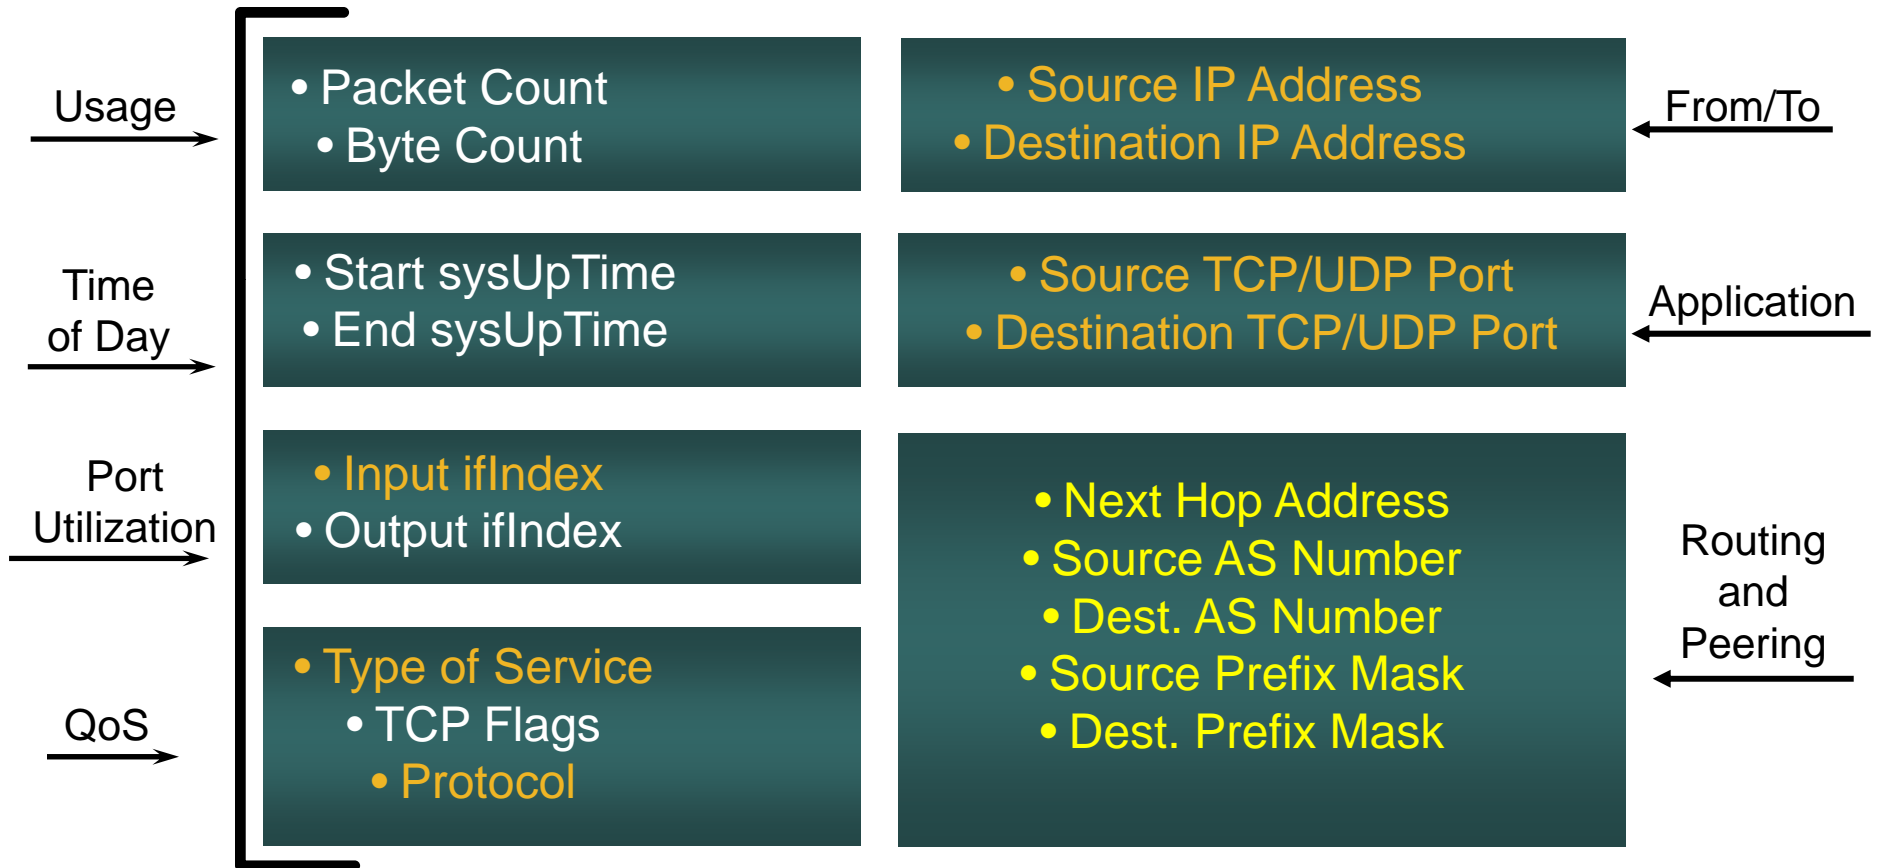 Usage
• Packet Count
• Byte Count
• Source IP Address
• Destination IP Address
From/To
Time
of Day
• Start sysUpTime
• End sysUpTime
• Source TCP/UDP Port
• Destination TCP/UDP Port
Application
Port
Utilization
• Input ifIndex
• Output ifIndex
• Next Hop Address
• Source AS Number
• Dest. AS Number
• Source Prefix Mask
• Dest. Prefix Mask
Routing
and
Peering
QoS
• Type of Service
• TCP Flags
• Protocol